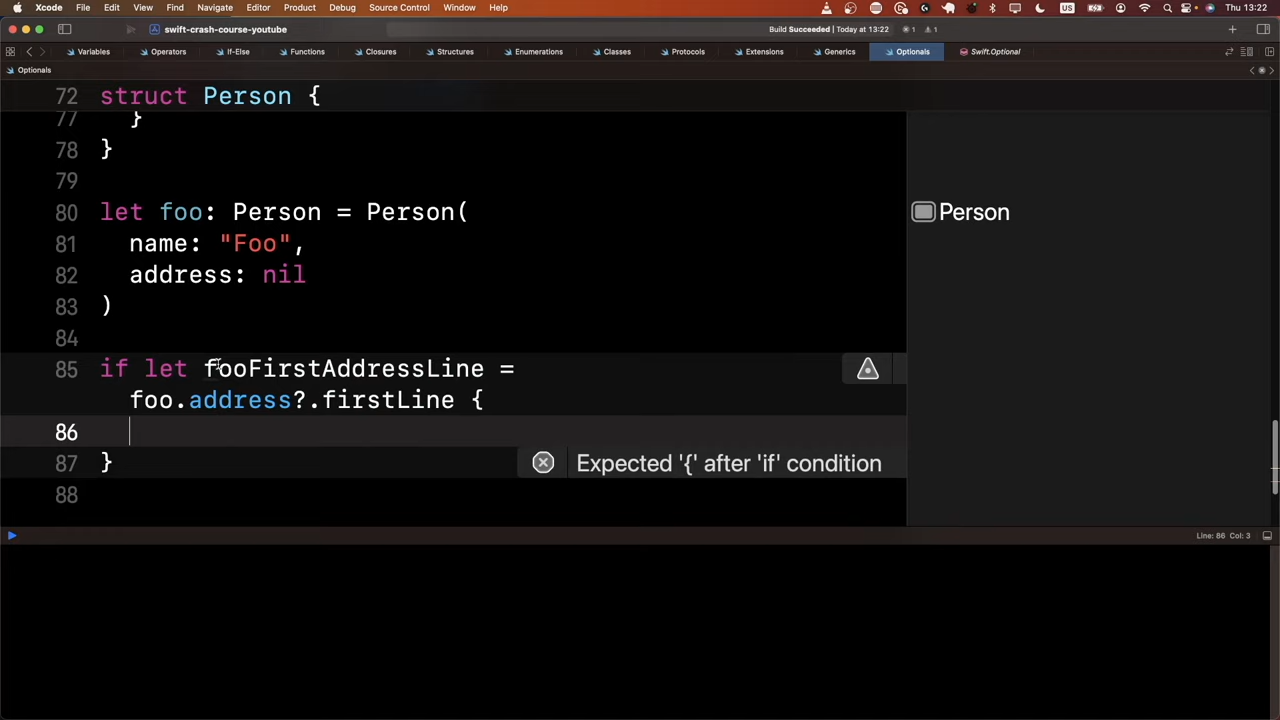 Xcode File Edit View Find Navigate Editor Product Debug Source Control Window Help US Thu 13:22
swift-crash-course-youtube Build Succeeded | Today at 13:22 1 1
Variables Operators If-Else Functions Closures Structures Enumerations Classes Protocols Extensions Generics Optionals Swift.Optional
Optionals
72 struct Person {
77 }
78 }
79
80 let foo: Person = Person( Person
81 name: "Foo",
82 address: nil
83 )
84
85 if let fooFirstAddressLine =
foo.address?.firstLine {
86
87 } Expected '{' after 'if' condition
88
Line: 86 Col: 3